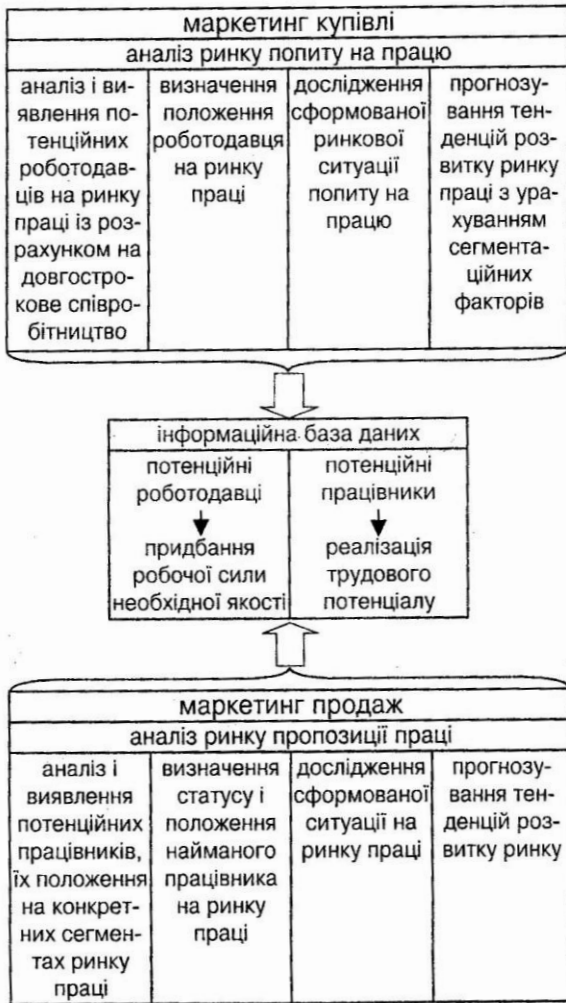 маркетинг купівлі
аналіз ринку попиту на працю
аналіз і ви-
явлення по-
тенційних
роботодав-
ців на ринку
праці із роз-
рахунком на
довгостро-
кове співро-
бітництво
визначення
положення
роботодавця
на ринку
праці
дослідження
сформованої
ринкової
ситуації
попиту на
працю
прогнозу-
вання тен-
денцій роз-
витку ринку
праці з ура-
хуванням
сегмента-
ційних
факторів
інформаційна база даних
потенційні
роботодавці
придбання
робочої сили
необхідної якості
потенційні
працівники
реалізація
трудового
потенціалу
маркетинг продаж
аналіз ринку пропозиції праці
аналіз і
виявлення
потенційних
працівників,
їх положення
на конкрет-
них сегмен-
тах ринку
праці
визначення
статусу і
положення
найманого
працівника
на ринку
праці
дослідження
сформованої
ситуації на
ринку праці
прогнозу-
вання тен-
денцій роз-
витку ринку